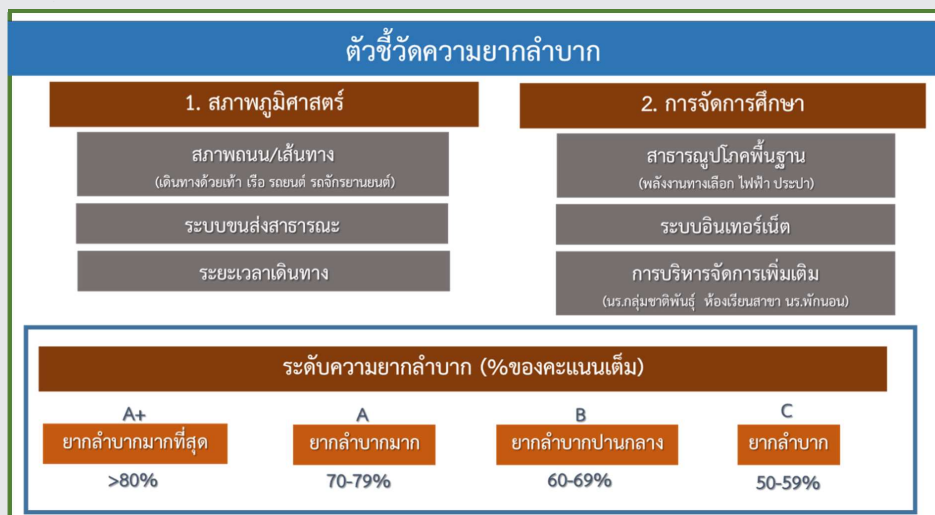 ตัวชี้วัดความยากลำบาก
1. สภาพภูมิศาสตร์
สภาพถนน/เส้นทาง
(เดินทางด้วยเท้า เรือ รถยนต์ รถจักรยานยนต์)
ระบบขนส่งสาธารณะ
ระยะเวลาเดินทาง
2. การจัดการศึกษา
สาธารณูปโภคพื้นฐาน
(พลังงานทางเลือก ไฟฟ้า ประปา)
ระบบอินเทอร์เน็ต
การบริหารจัดการเพิ่มเติม
(นร.กลุ่มชาติพันธุ์ ห้องเรียนสาขา นร.พักนอน)
ระดับความยากลำบาก (%ของคะแนนเต็ม)
A+
ยากลำบากมากที่สุด
>80%
A
ยากลำบากมาก
70-79%
B
ยากลำบากปานกลาง
60-69%
C
ยากลำบาก
50-59%